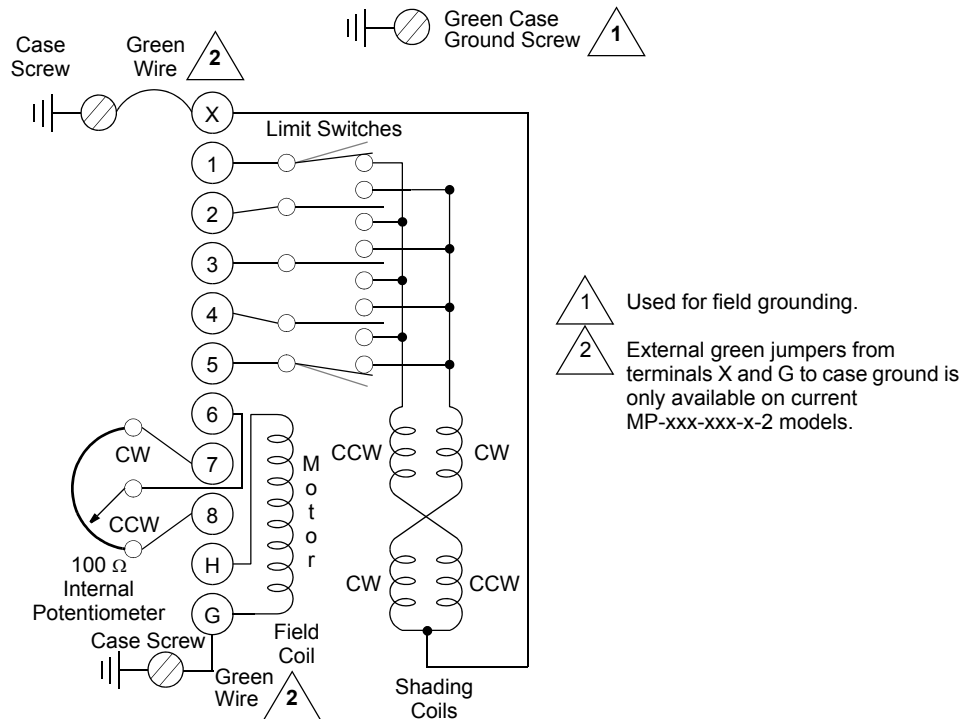 Green Case
Ground Screw
1
Case
Screw
Green
Wire
2
X
Limit Switches
1
2
3
4
5
6
7
8
H
G
CW
CCW
100 Ω
Internal
Potentiometer
Motor
CCW
CW
CW
CCW
Case Screw
Green
Wire
2
Field
Coil
Shading
Coils
1
Used for field grounding.
2
External green jumpers from
terminals X and G to case ground is
only available on current
MP-xxx-xxx-x-2 models.